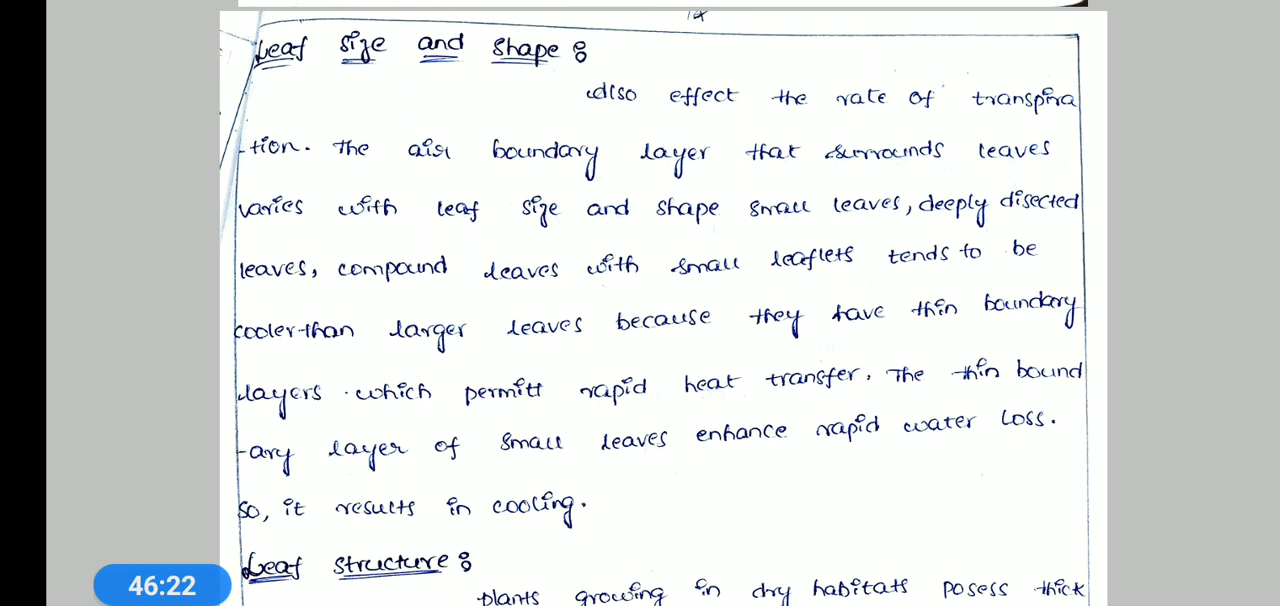 Leaf size and shape :
also effect the rate of transpira
-tion. the air boundary layer that surrounds leaves
varies with leaf size and shape small leaves, deeply disected
leaves, compound leaves with small leaflets tends to be
cooler than larger leaves because they have thin boundary
layers . which permitt rapid heat transfer. The thin bound
-ary layer of small leaves enhance rapid water loss.
so, it results in cooling.
Leaf structure :
plants growing in dry habitats posess thick
46:22